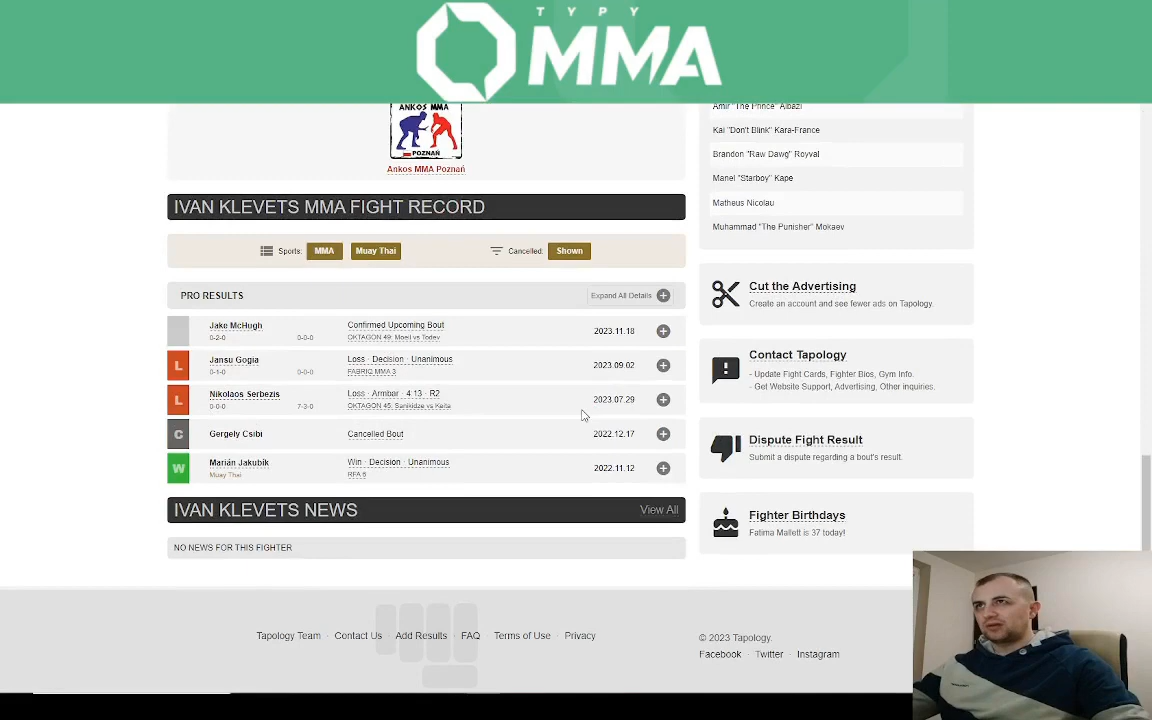 TYPY
MMA
ANKOS MMA
POZNAŃ
Ankos MMA Poznań
IVAN KLEVETS MMA FIGHT RECORD
Sports: MMA Muay Thai Cancelled: Shown
PRO RESULTS Expand All Details
Jake McHugh Confirmed Upcoming Bout 2023.11.18
0-2-0 0-0-0 OKTAGON 49: Moeil vs Todev
L Jansu Gogia Loss · Decision · Unanimous 2023.09.02
0-1-0 0-0-0 FABRIQ MMA 3
L Nikolaos Serbezis Loss · Armbar · 4:13 · R2 2023.07.29
0-0-0 7-3-0 OKTAGON 45: Sanikidze vs Keita
C Gergely Csibi Cancelled Bout 2022.12.17
W Marián Jakubík Win · Decision · Unanimous 2022.11.12
Muay Thai RFA 6
IVAN KLEVETS NEWS View All
NO NEWS FOR THIS FIGHTER
Amir "The Prince" Albazi
Kai "Don't Blink" Kara-France
Brandon "Raw Dawg" Royval
Manel "Starboy" Kape
Matheus Nicolau
Muhammad "The Punisher" Mokaev
Cut the Advertising
Create an account and see fewer ads on Tapology.
Contact Tapology
- Update Fight Cards, Fighter Bios, Gym Info.
- Get Website Support, Advertising, Other inquiries.
Dispute Fight Result
Submit a dispute regarding a bout's result.
Fighter Birthdays
Fatima Mallett is 37 today!
Tapology Team · Contact Us · Add Results · FAQ · Terms of Use · Privacy
© 2023 Tapology.
Facebook · Twitter · Instagram